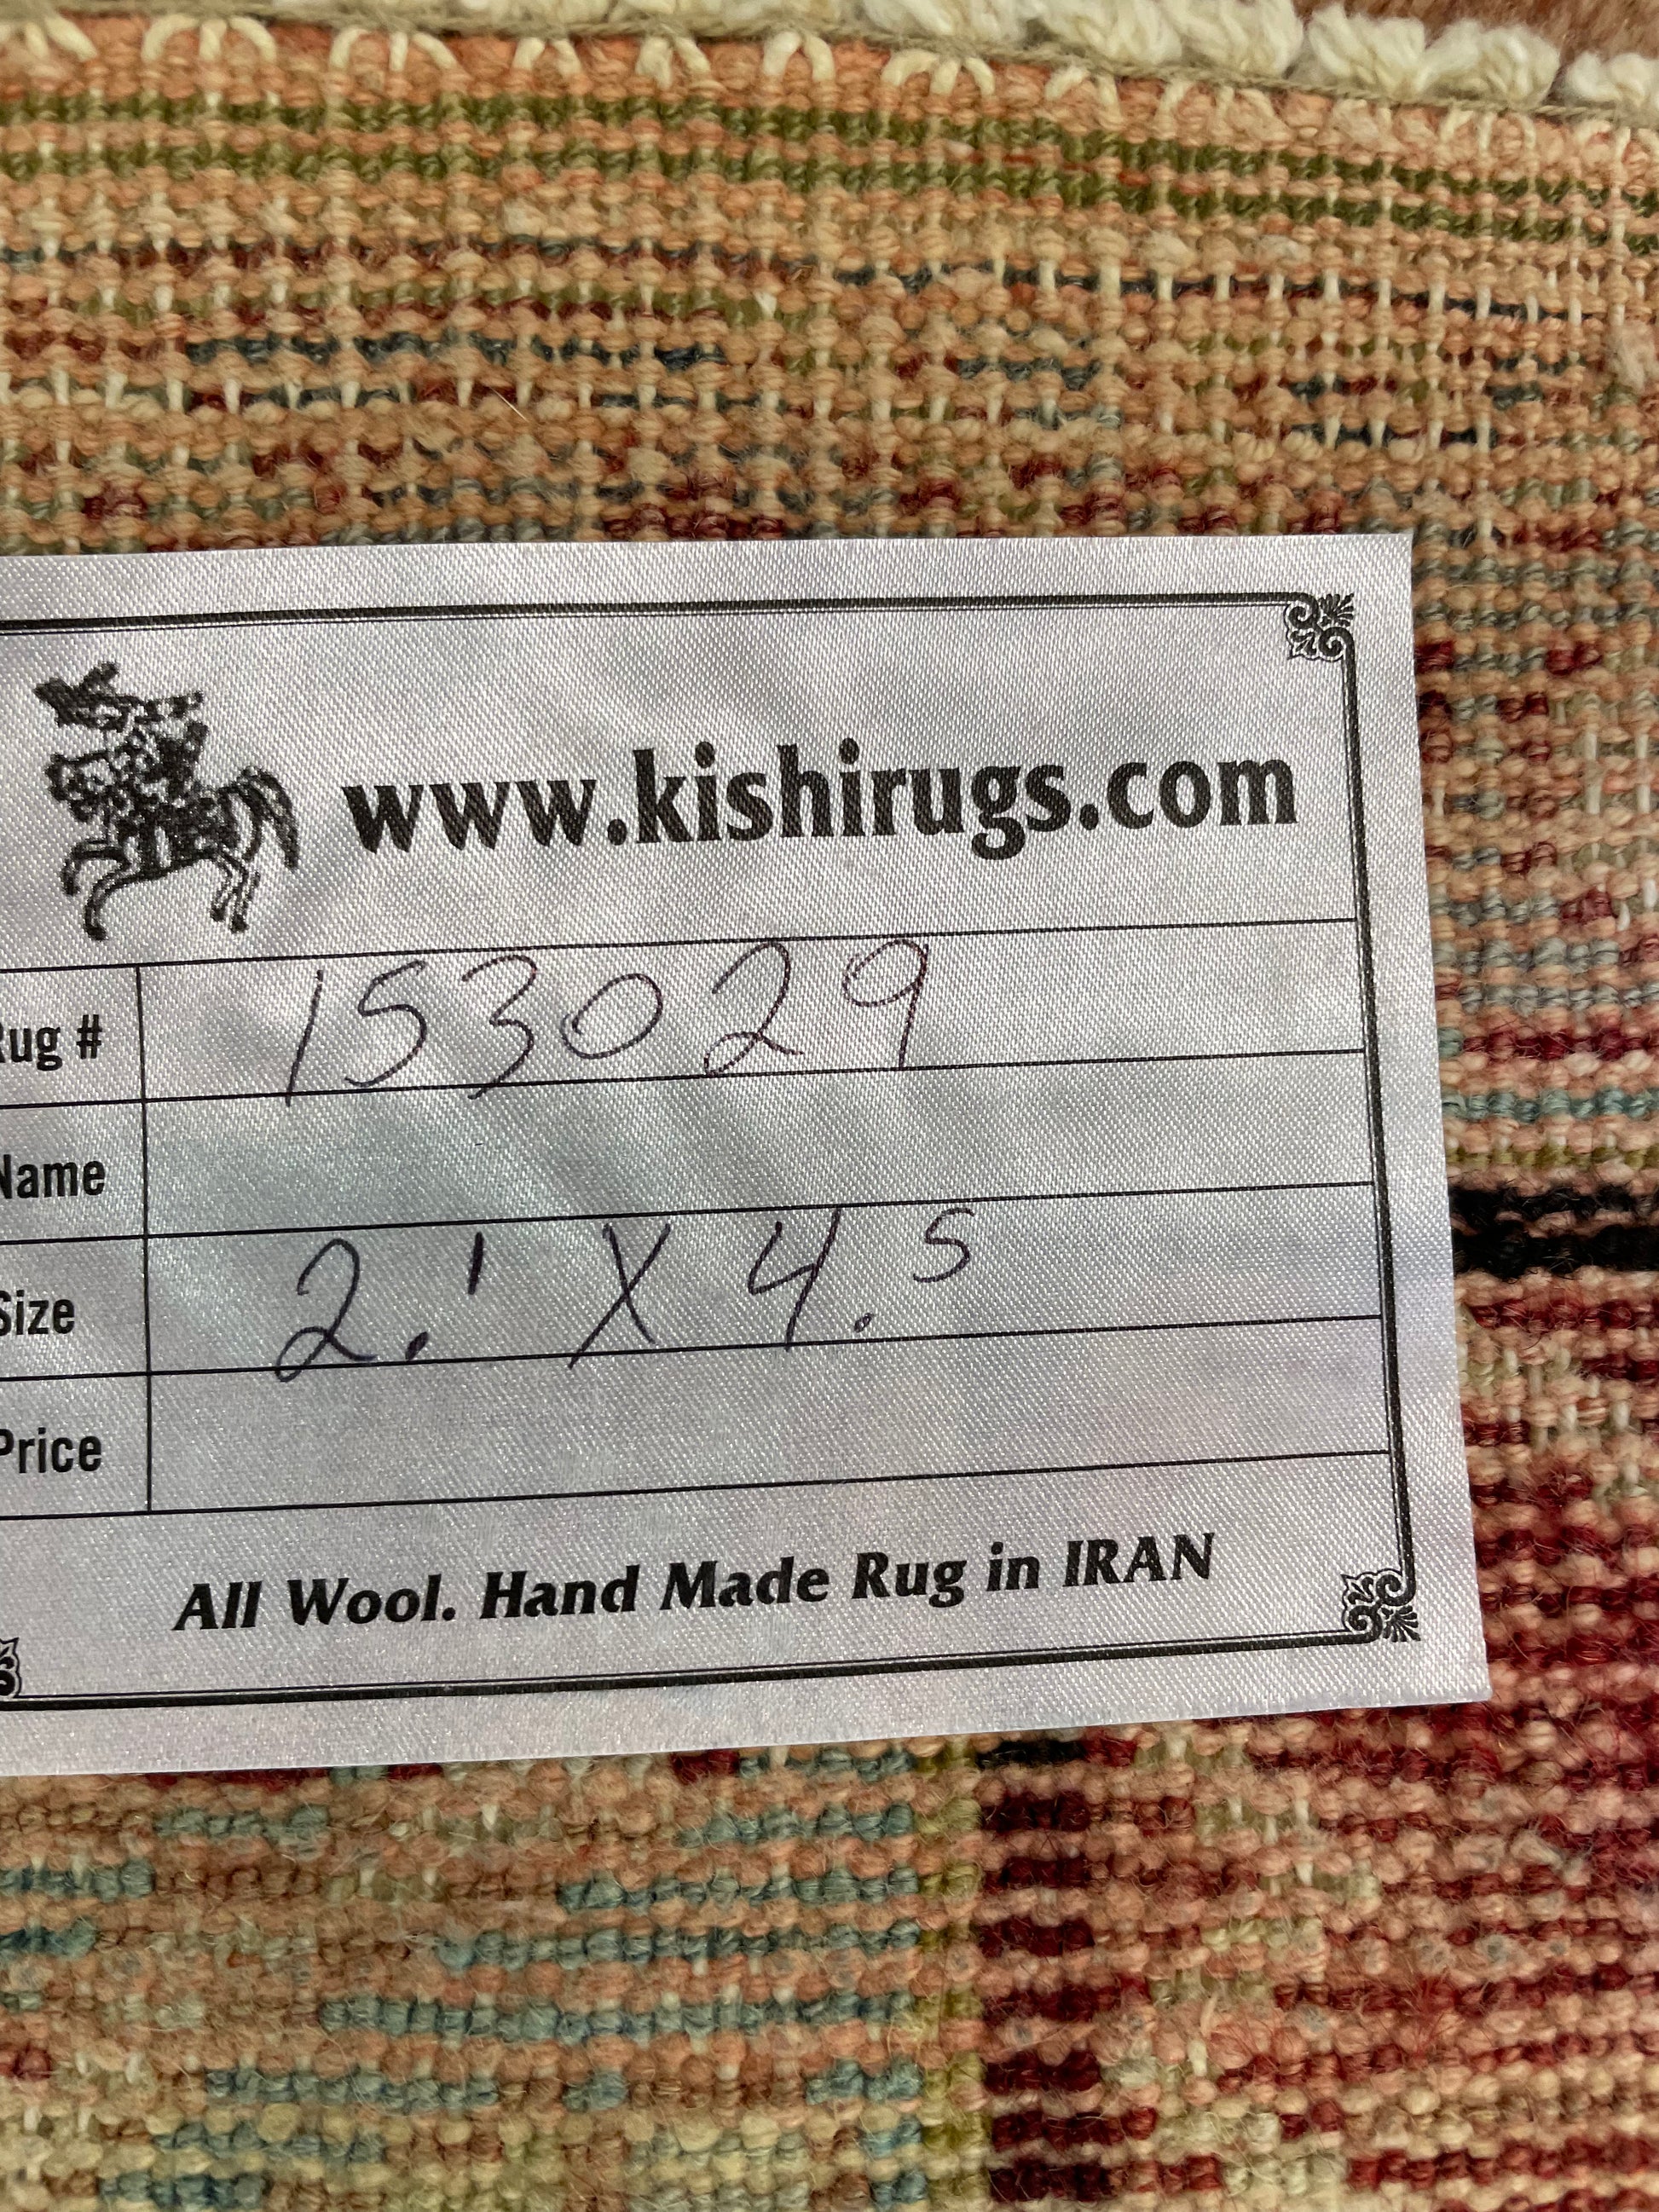 www.kishirugs.com
Rug # 153029
Name
Size 2.' X 4.5
Price
All Wool. Hand Made Rug in IRAN